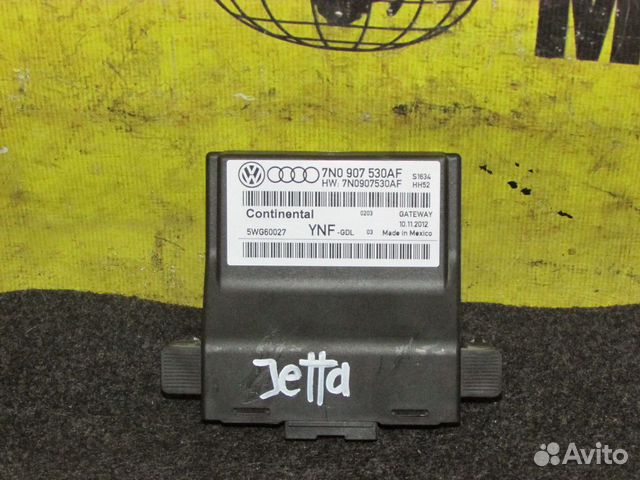 M
7N0 907 530AF
HW: 7N0907530AF
S1634
HH52
Continental
0203
GATEWAY
10.11.2012
5WG60027
YNF -GDL
03
Made in Mexico
Jetta
Avito